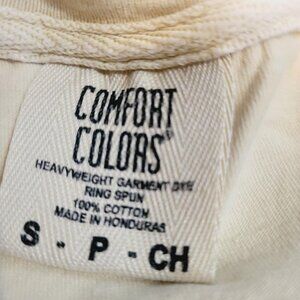 COMFORT
COLORS®
HEAVYWEIGHT GARMENT DYE
RING SPUN
100% COTTON
MADE IN HONDURAS
S - P - CH